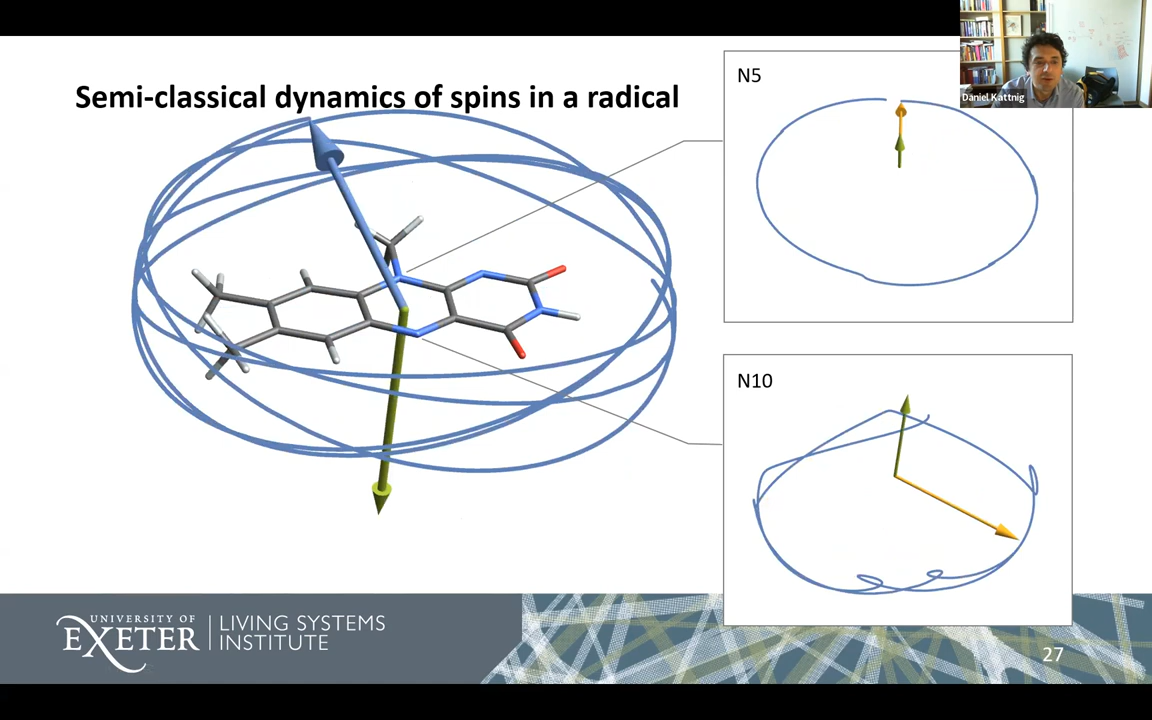 Semi-classical dynamics of spins in a radical
N5
Daniel Kattnig
N10
UNIVERSITY OF
EXETER
LIVING SYSTEMS
INSTITUTE
27